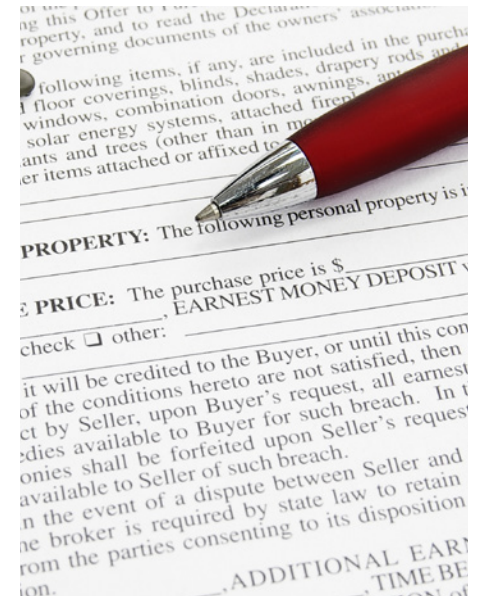 ng this Offer to
roperty, and to read the Declara
r governing documents of the owners' associat
following items, if any, are included in the purcha
floor coverings, blinds, shades, drapery rods and
windows, combination doors, awnings,
solar energy systems, attached
ants and trees (other than in
er items attached or affixed to
PROPERTY: The following personal property is i
E PRICE: The purchase price is $
, EARNEST MONEY DEPOSIT
check ❑ other:
it will be credited to the Buyer, or until this con
of the conditions hereto are not satisfied, then
ct by Seller, upon Buyer's request, all earnest
edies available to Buyer for such breach. In t
onies shall be forfeited upon Seller's request
available to Seller of such breach.
n the event of a dispute between Seller and
he broker is required by state law to retain
rom the parties consenting to its disposition
on.
, ADDITIONAL EAR
, TIME BE